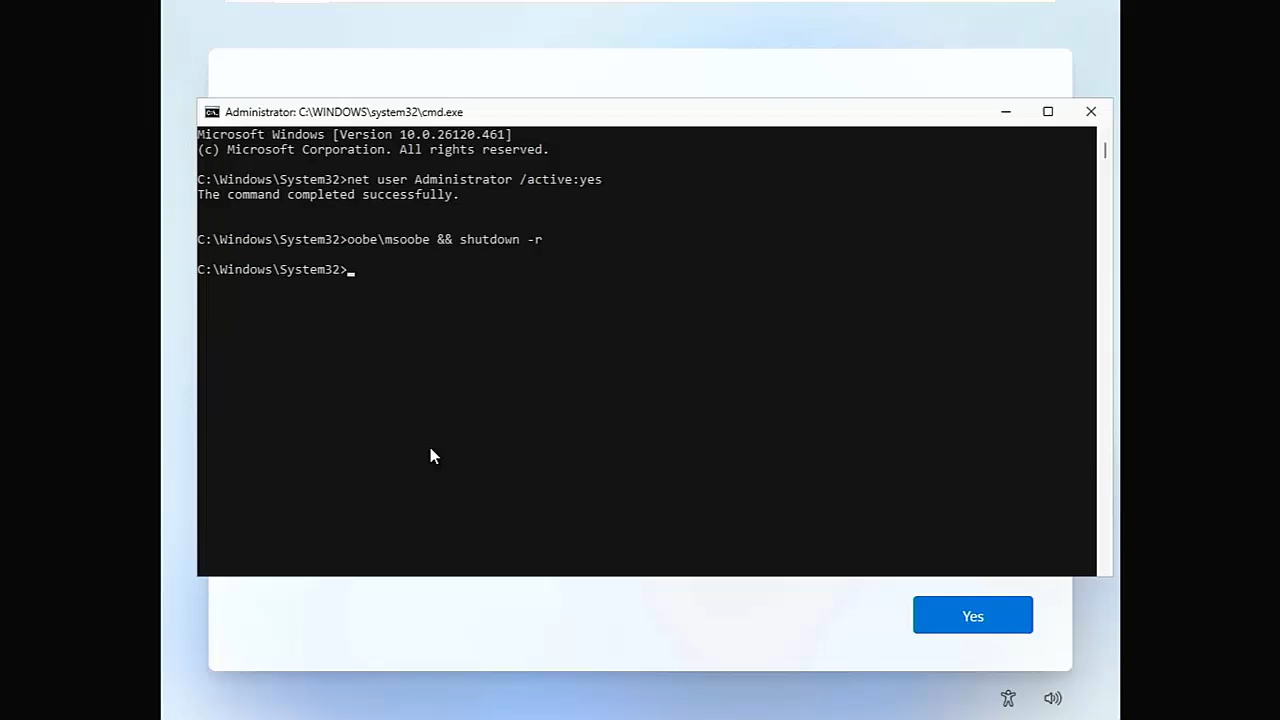 Administrator: C:\WINDOWS\system32\cmd.exe
Microsoft Windows [Version 10.0.26120.461]
(c) Microsoft Corporation. All rights reserved.
C:\Windows\System32>net user Administrator /active:yes
The command completed successfully.
C:\Windows\System32>oobe\msoobe && shutdown -r
C:\Windows\System32>
Yes